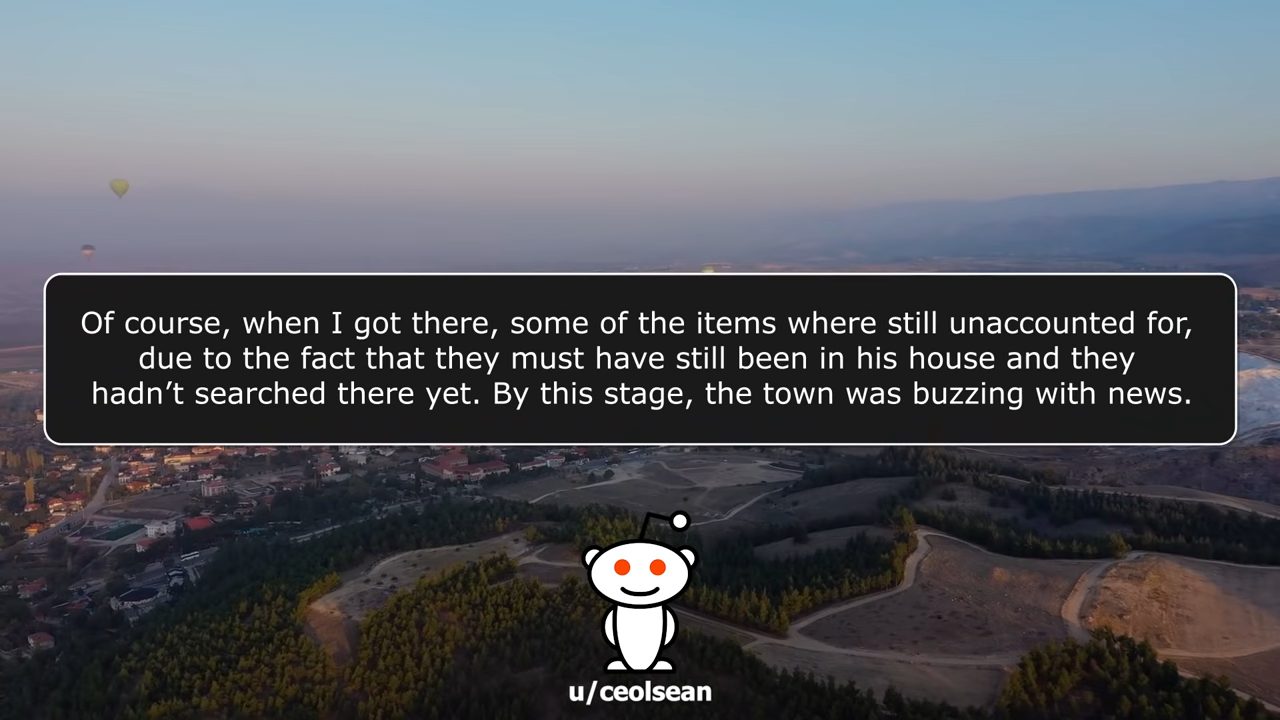 Of course, when I got there, some of the items where still unaccounted for,
due to the fact that they must have still been in his house and they
hadn’t searched there yet. By this stage, the town was buzzing with news.
u/ceolsean